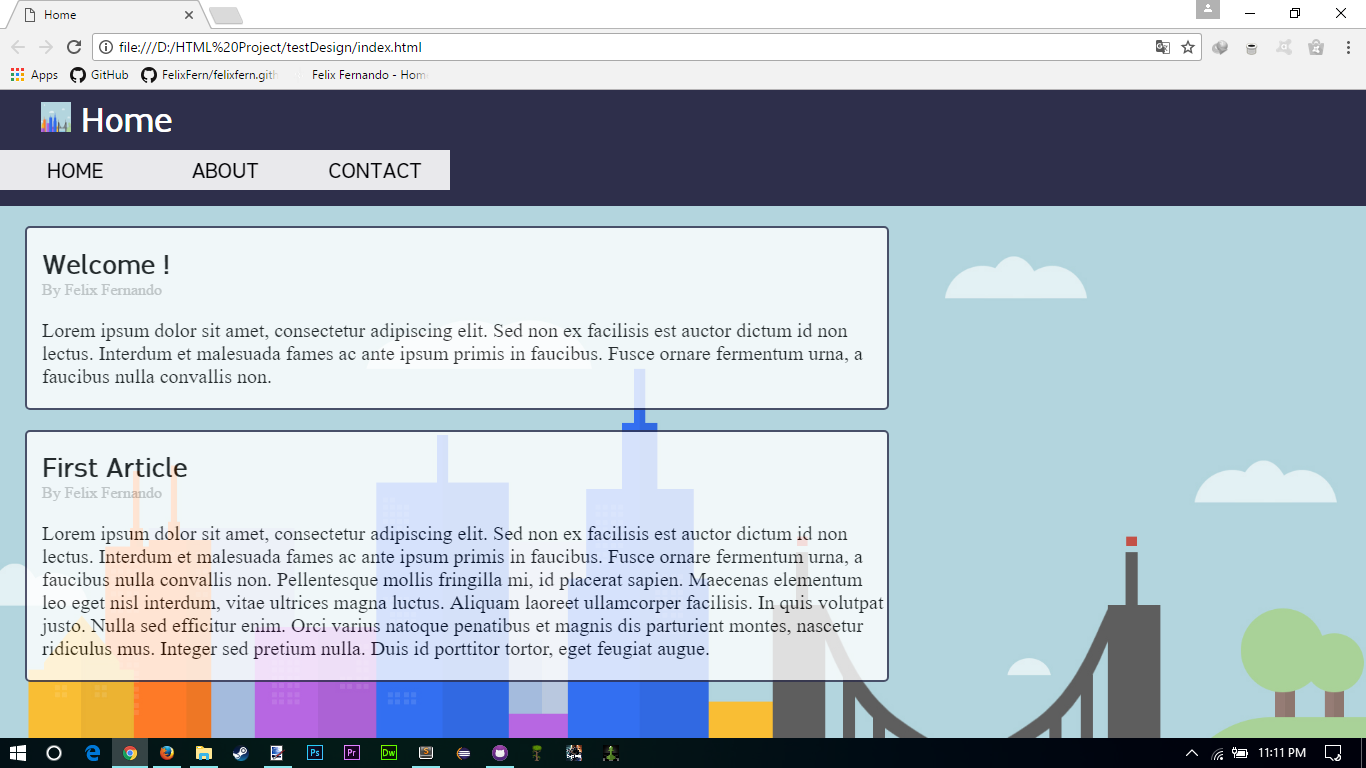 Home
file:///D:/HTML%20Project/testDesign/index.html
Apps GitHub FelixFern/felixfern.gith Felix Fernando - Home
Home
HOME ABOUT CONTACT
Welcome !
By Felix Fernando
Lorem ipsum dolor sit amet, consectetur adipiscing elit. Sed non ex facilisis est auctor dictum id non
lectus. Interdum et malesuada fames ac ante ipsum primis in faucibus. Fusce ornare fermentum urna, a
faucibus nulla convallis non.
First Article
By Felix Fernando
Lorem ipsum dolor sit amet, consectetur adipiscing elit. Sed non ex facilisis est auctor dictum id non
lectus. Interdum et malesuada fames ac ante ipsum primis in faucibus. Fusce ornare fermentum urna, a
faucibus nulla convallis non. Pellentesque mollis fringilla mi, id placerat sapien. Maecenas elementum
leo eget nisl interdum, vitae ultrices magna luctus. Aliquam laoreet ullamcorper facilisis. In quis volutpat
justo. Nulla sed efficitur enim. Orci varius natoque penatibus et magnis dis parturient montes, nascetur
ridiculus mus. Integer sed pretium nulla. Duis id porttitor tortor, eget feugiat augue.
Ps Pr Dw
11:11 PM